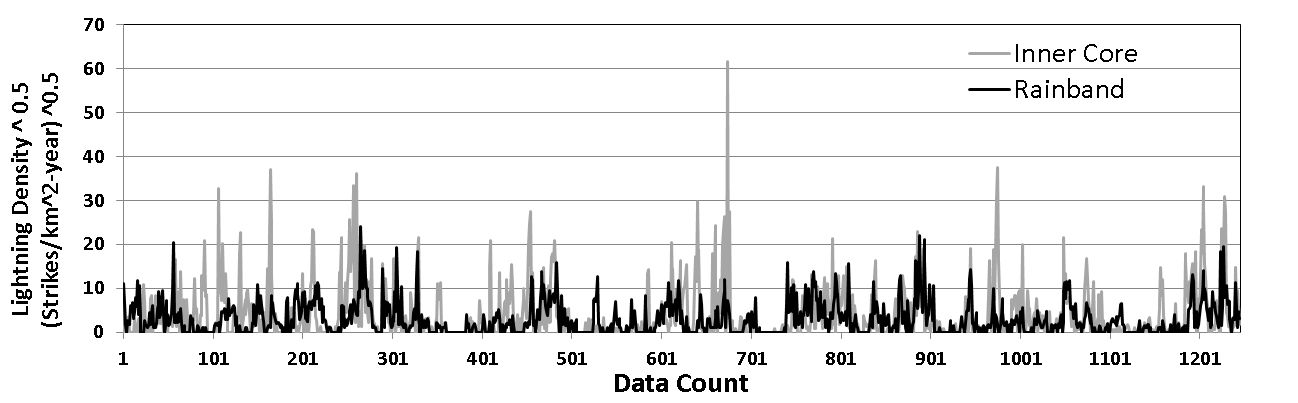 Lightning Density ^ 0.5
(Strikes/km^2-year) ^0.5
70
60
50
40
30
20
10
0
Inner Core
Rainband
1 101 201 301 401 501 601 701 801 901 1001 1101 1201
Data Count